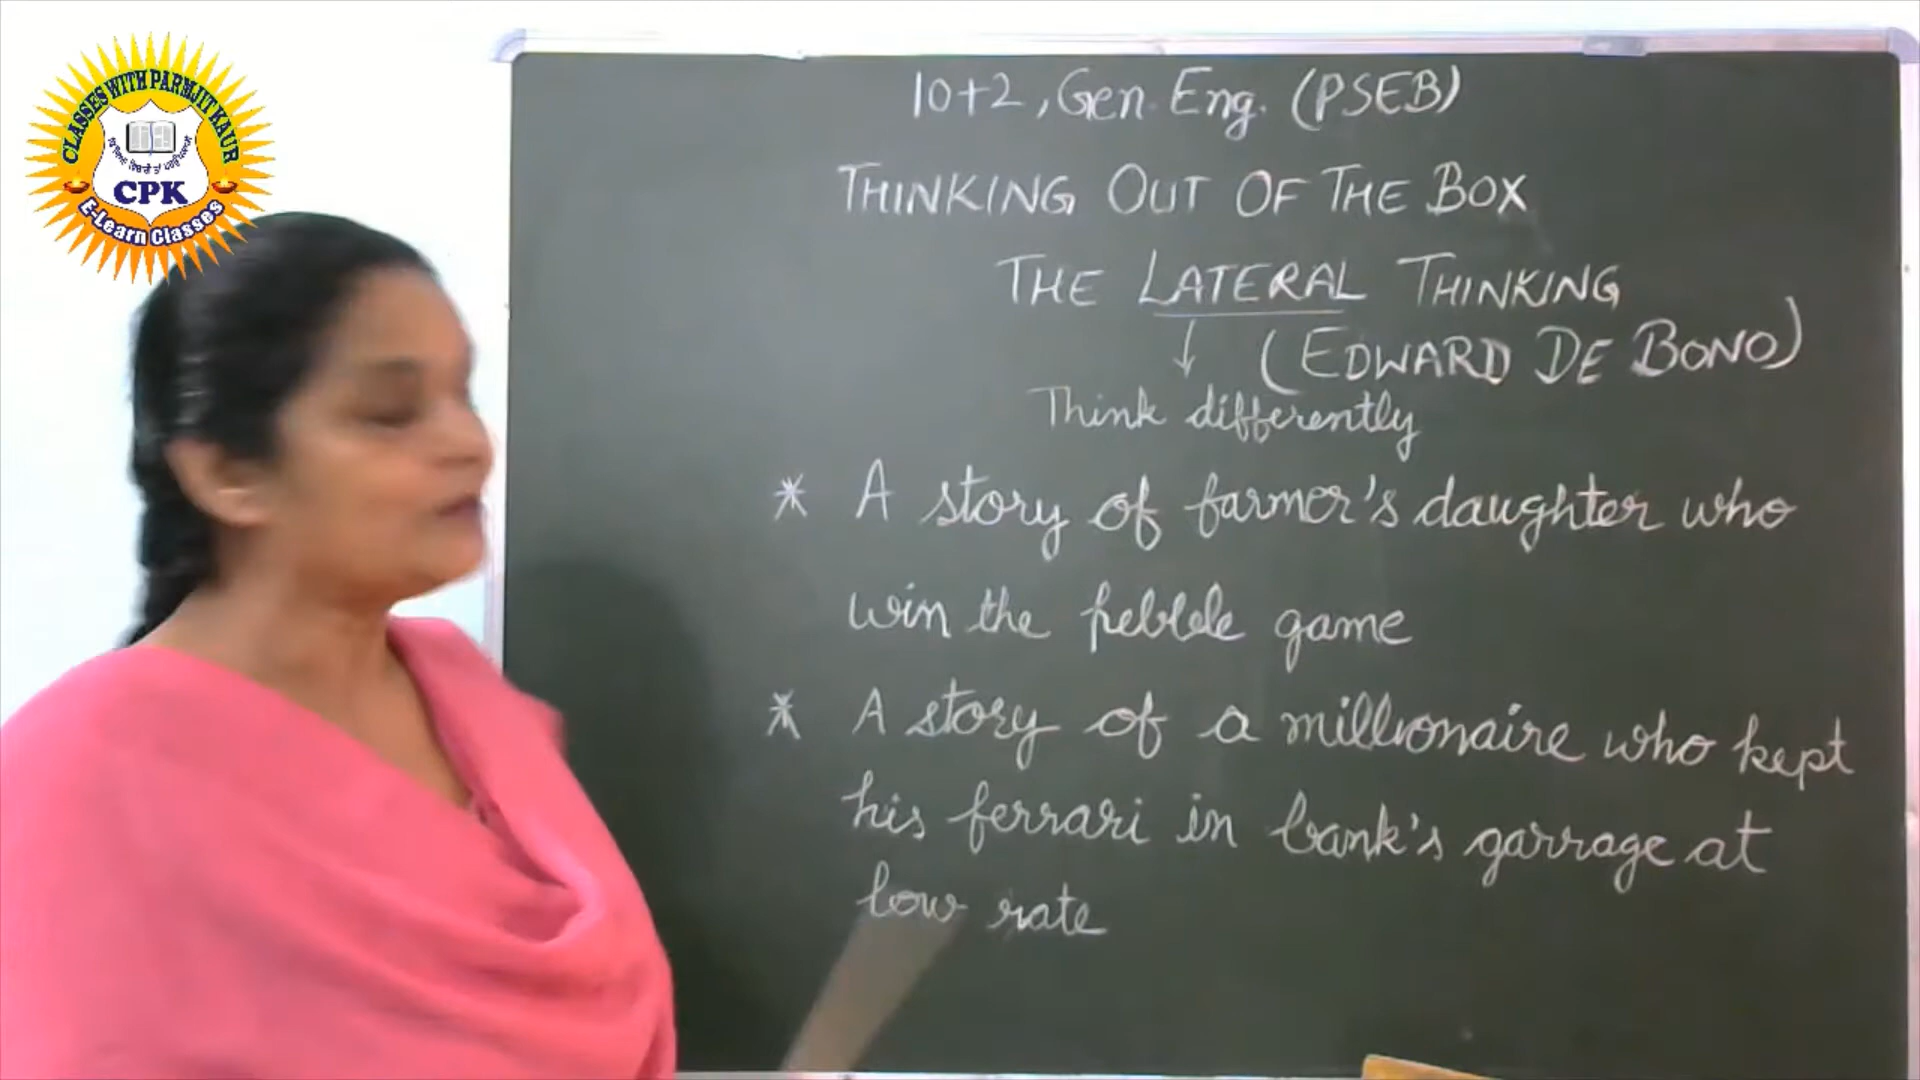 CLASSES WITH PARMJIT KAUR
CPK
E-Learn Classes
10+2, Gen. Eng. (PSEB)
THINKING OUT OF THE BOX
THE LATERAL THINKING
(EDWARD DE BONO)
Think differently
* A story of farmer's daughter who
win the pebble game
* A story of a millionaire who kept
his ferrari in bank's garrage at
low rate